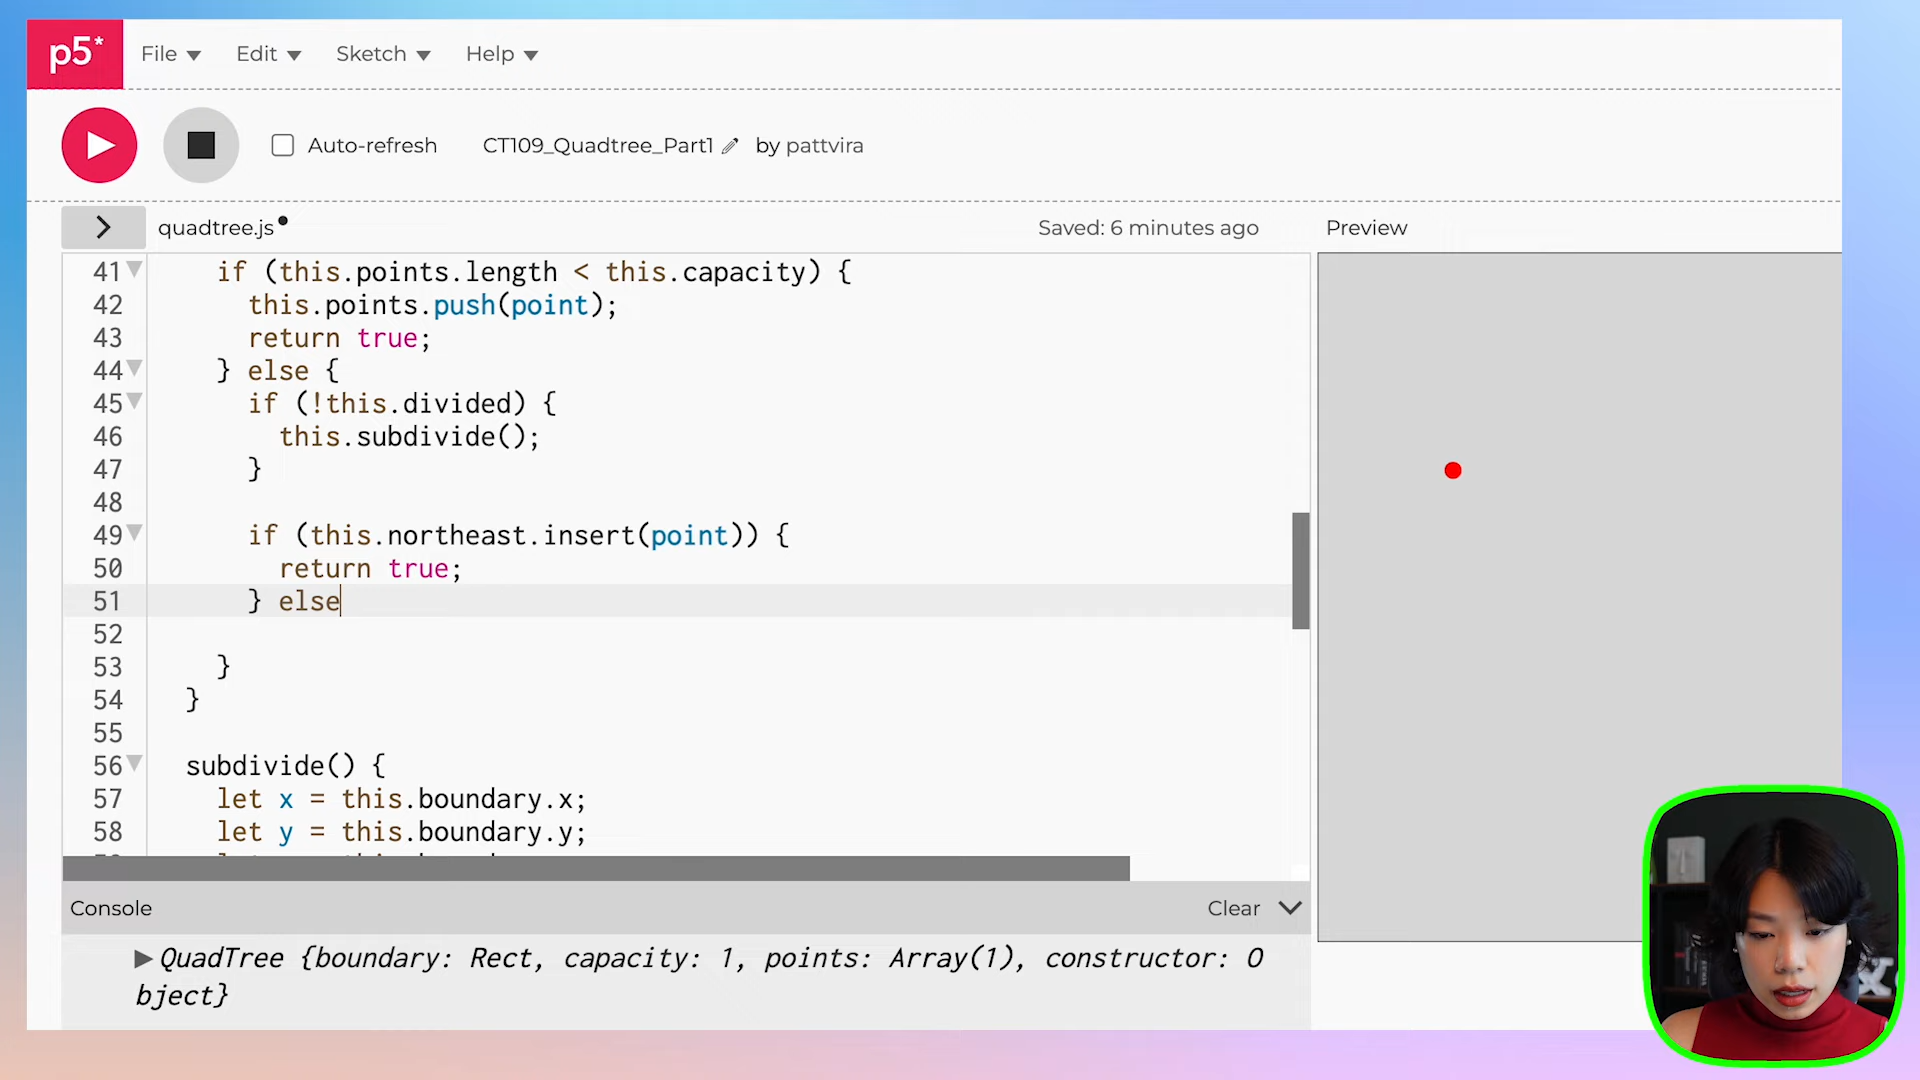 p5*
File Edit Sketch Help
Auto-refresh CT109_Quadtree_Part1 by pattvira
quadtree.js Saved: 6 minutes ago Preview
41 if (this.points.length < this.capacity) {
42 this.points.push(point);
43 return true;
44 } else {
45 if (!this.divided) {
46 this.subdivide();
47 }
48
49 if (this.northeast.insert(point)) {
50 return true;
51 } else
52
53 }
54 }
55
56 subdivide() {
57 let x = this.boundary.x;
58 let y = this.boundary.y;
Console Clear
QuadTree {boundary: Rect, capacity: 1, points: Array(1), constructor: O
bject}